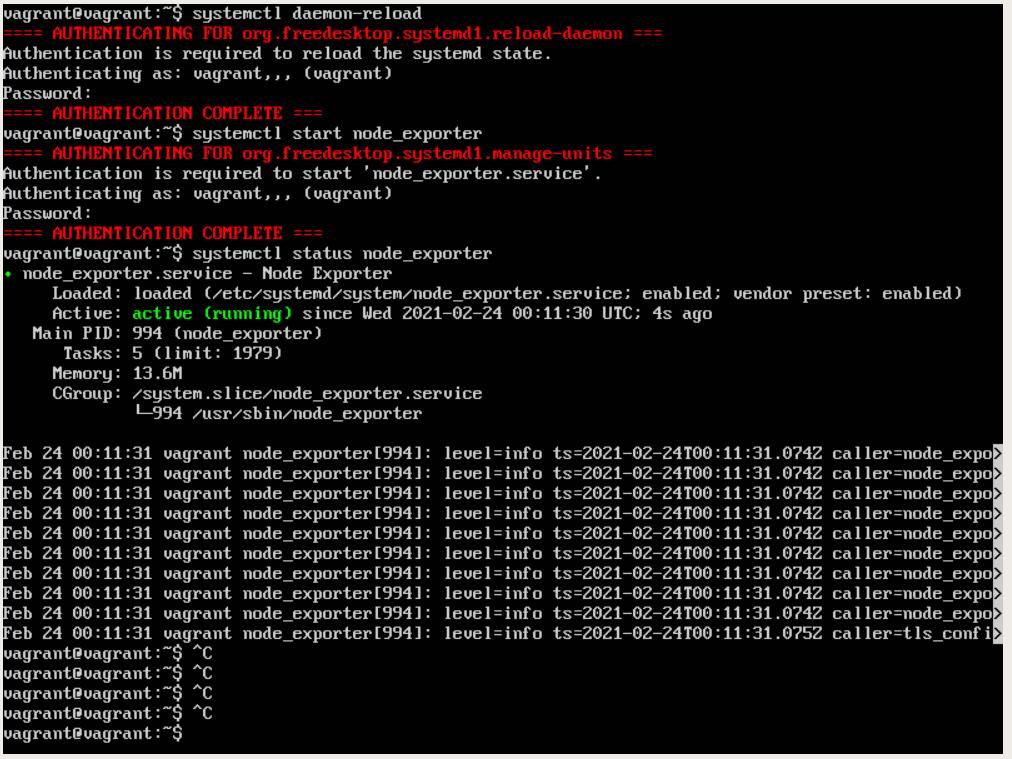 vagrant@vagrant:~$ systemctl daemon-reload
==== AUTHENTICATING FOR org.freedesktop.systemd1.reload-daemon ===
Authentication is required to reload the systemd state.
Authenticating as: vagrant,,, (vagrant)
Password:
==== AUTHENTICATION COMPLETE ===
vagrant@vagrant:~$ systemctl start node_exporter
==== AUTHENTICATING FOR org.freedesktop.systemd1.manage-units ===
Authentication is required to start 'node_exporter.service'.
Authenticating as: vagrant,,, (vagrant)
Password:
==== AUTHENTICATION COMPLETE ===
vagrant@vagrant:~$ systemctl status node_exporter
• node_exporter.service - Node Exporter
     Loaded: loaded (/etc/systemd/system/node_exporter.service; enabled; vendor preset: enabled)
     Active: active (running) since Wed 2021-02-24 00:11:30 UTC; 4s ago
   Main PID: 994 (node_exporter)
      Tasks: 5 (limit: 1979)
     Memory: 13.6M
     CGroup: /system.slice/node_exporter.service
             └─994 /usr/sbin/node_exporter
Feb 24 00:11:31 vagrant node_exporter[994]: level=info ts=2021-02-24T00:11:31.074Z caller=node_expo>
Feb 24 00:11:31 vagrant node_exporter[994]: level=info ts=2021-02-24T00:11:31.074Z caller=node_expo>
Feb 24 00:11:31 vagrant node_exporter[994]: level=info ts=2021-02-24T00:11:31.074Z caller=node_expo>
Feb 24 00:11:31 vagrant node_exporter[994]: level=info ts=2021-02-24T00:11:31.074Z caller=node_expo>
Feb 24 00:11:31 vagrant node_exporter[994]: level=info ts=2021-02-24T00:11:31.074Z caller=node_expo>
Feb 24 00:11:31 vagrant node_exporter[994]: level=info ts=2021-02-24T00:11:31.074Z caller=node_expo>
Feb 24 00:11:31 vagrant node_exporter[994]: level=info ts=2021-02-24T00:11:31.074Z caller=node_expo>
Feb 24 00:11:31 vagrant node_exporter[994]: level=info ts=2021-02-24T00:11:31.074Z caller=node_expo>
Feb 24 00:11:31 vagrant node_exporter[994]: level=info ts=2021-02-24T00:11:31.074Z caller=node_expo>
Feb 24 00:11:31 vagrant node_exporter[994]: level=info ts=2021-02-24T00:11:31.075Z caller=tls_confi>
vagrant@vagrant:~$ ^C
vagrant@vagrant:~$ ^C
vagrant@vagrant:~$ ^C
vagrant@vagrant:~$ ^C
vagrant@vagrant:~$